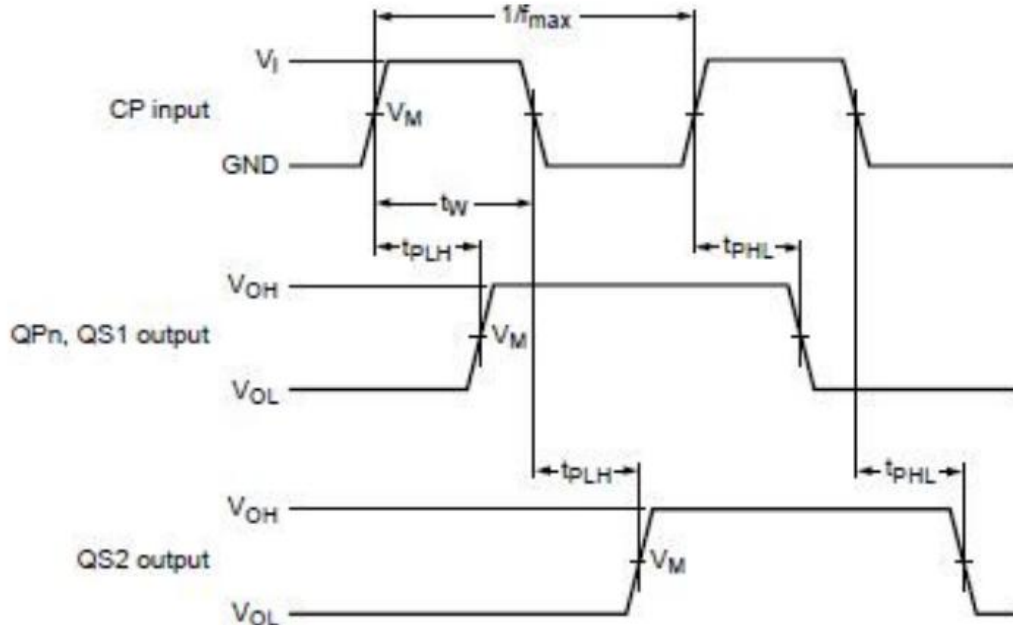 1/fmax
VI
CP input
VM
GND
tW
tPLH
tPHL
VOH
QPn, QS1 output
VM
VOL
tPLH
tPHL
VOH
QS2 output
VM
VOL